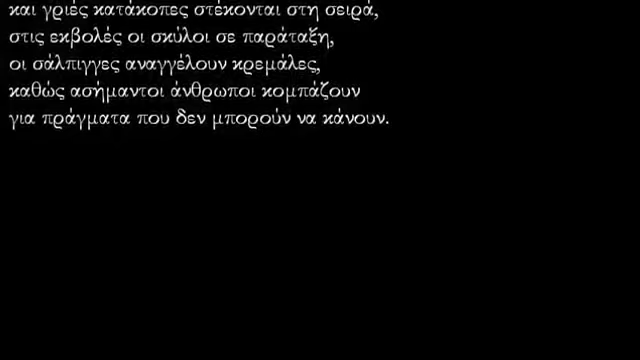 και γριές κατάκοπες στέκονται στη σειρά,
στις εκβολές οι σκύλοι σε παράταξη,
οι σάλπιγγες αναγγέλουν κρεμάλες,
καθώς ασήμαντοι άνθρωποι κομπάζουν
για πράγματα που δεν μπορούν να κάνουν.